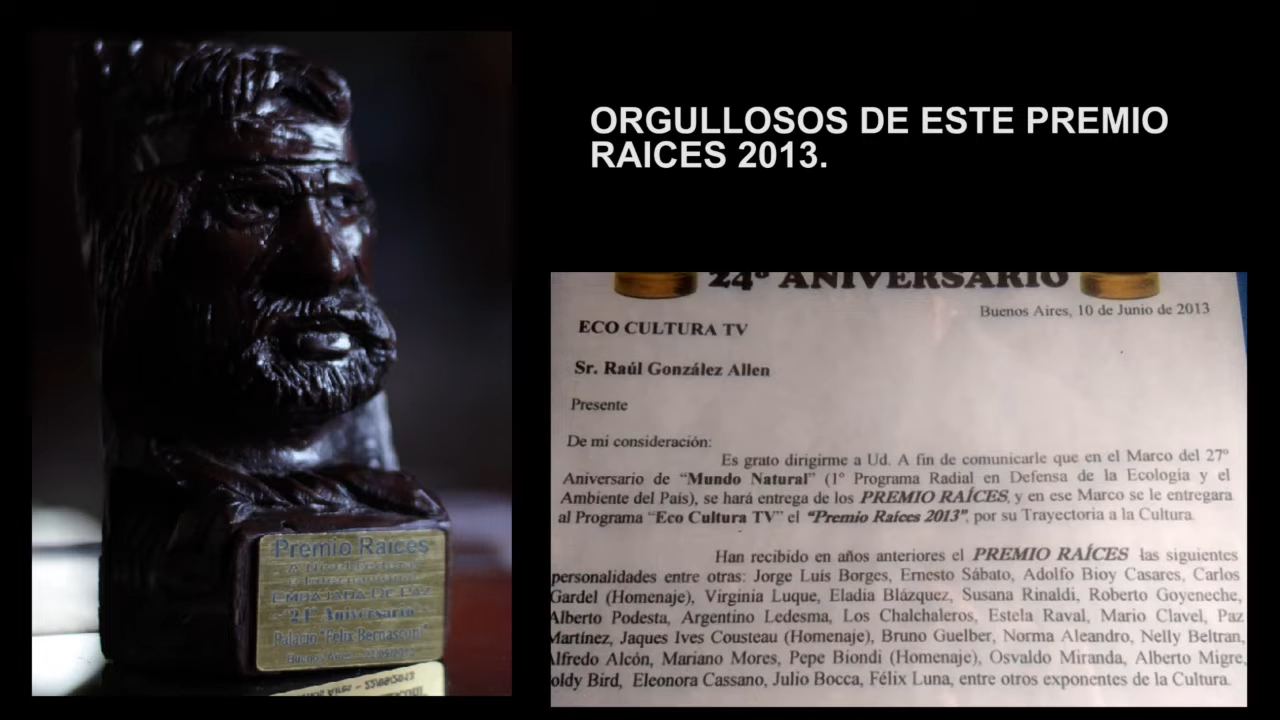 ORGULLOSOS DE ESTE PREMIO
RAICES 2013.
24º ANIVERSARIO
Buenos Aires, 10 de Junio de 2013
ECO CULTURA TV
Sr. Raúl González Allen
Presente
De mi consideración:
Es grato dirigirme a Ud. A fin de comunicarle que en el Marco del 27º
Aniversario de “Mundo Natural” (1º Programa Radial en Defensa de la Ecología y el
Ambiente del País), se hará entrega de los PREMIO RAÍCES, y en ese Marco se le entregara
al Programa “Eco Cultura TV” el “Premio Raíces 2013”, por su Trayectoria a la Cultura.
Han recibido en años anteriores el PREMIO RAÍCES las siguientes
personalidades entre otras: Jorge Luís Borges, Ernesto Sábato, Adolfo Bioy Casares, Carlos
Gardel (Homenaje), Virginia Luque, Eladia Blázquez, Susana Rinaldi, Roberto Goyeneche,
Alberto Podesta, Argentino Ledesma, Los Chalchaleros, Estela Raval, Mario Clavel, Paz
Martínez, Jaques Ives Cousteau (Homenaje), Bruno Guelber, Norma Aleandro, Nelly Beltran,
Alfredo Alcón, Mariano Mores, Pepe Biondi (Homenaje), Osvaldo Miranda, Alberto Migre,
oldy Bird, Eleonora Cassano, Julio Bocca, Félix Luna, entre otros exponentes de la Cultura.
Premio Raíces
EMBAJADA DE PAZ
Aniversario
Palacio "Felix Bernasconi"